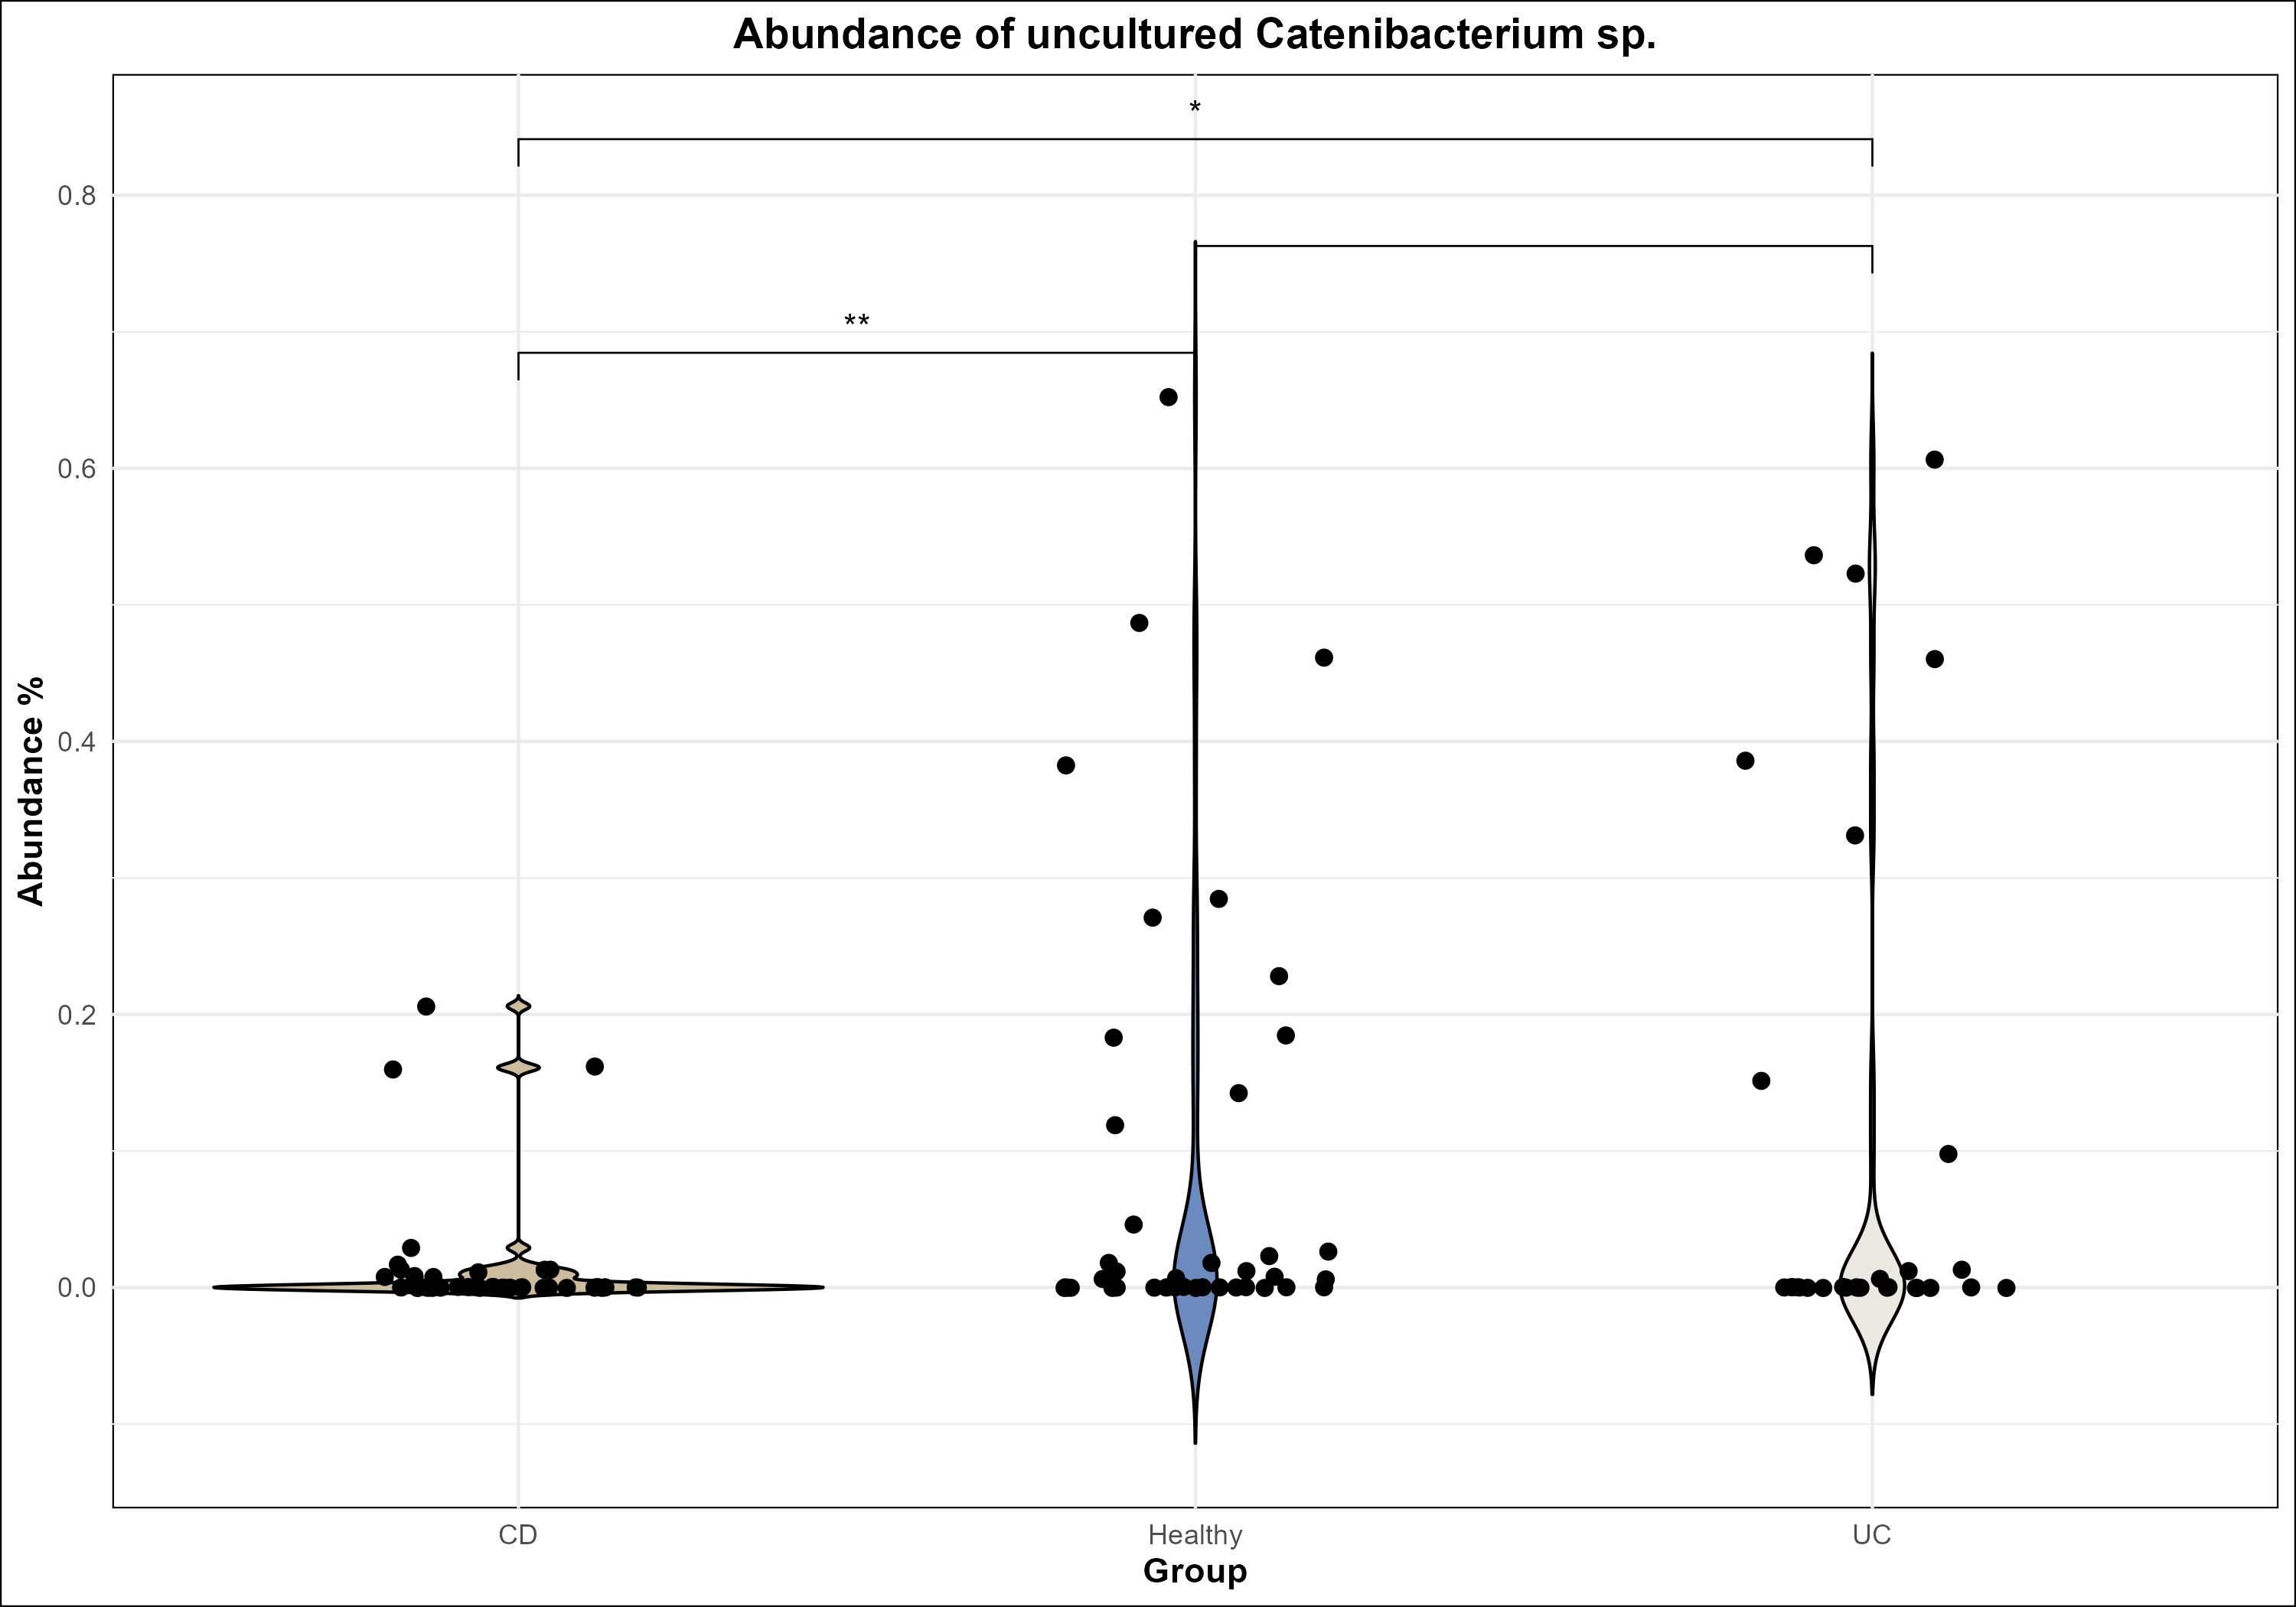 Abundance of uncultured Catenibacterium sp.
*
**
Abundance %
0.8
0.6
0.4
0.2
0.0
CD
Healthy
UC
Group